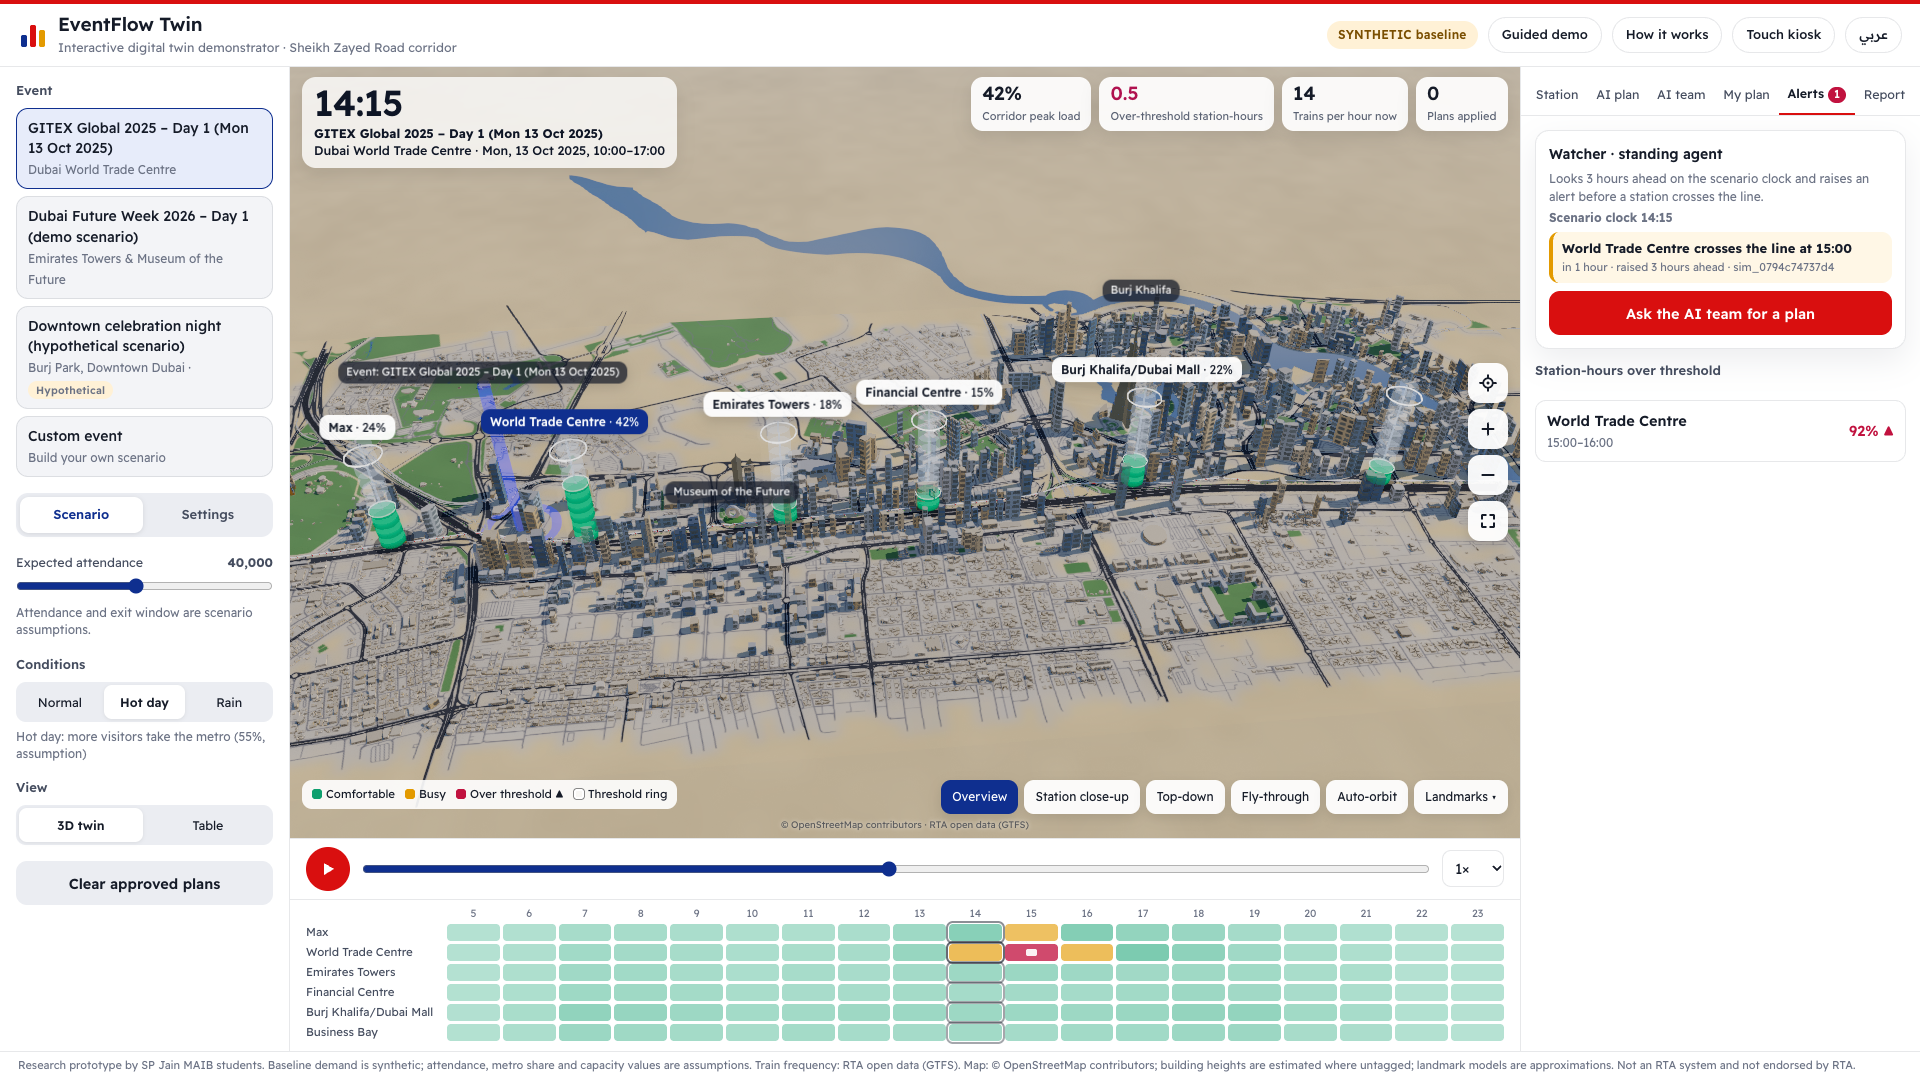 EventFlow Twin
Interactive digital twin demonstrator · Sheikh Zayed Road corridor
SYNTHETIC baseline
Guided demo
How it works
Touch kiosk
عربي
Event
GITEX Global 2025 – Day 1 (Mon
13 Oct 2025)
Dubai World Trade Centre
Dubai Future Week 2026 – Day 1
(demo scenario)
Emirates Towers & Museum of the
Future
Downtown celebration night
(hypothetical scenario)
Burj Park, Downtown Dubai ·
Hypothetical
Custom event
Build your own scenario
Scenario
Settings
Expected attendance
40,000
Attendance and exit window are scenario
assumptions.
Conditions
Normal
Hot day
Rain
Hot day: more visitors take the metro (55%,
assumption)
View
3D twin
Table
Clear approved plans
14:15
GITEX Global 2025 – Day 1 (Mon 13 Oct 2025)
Dubai World Trade Centre · Mon, 13 Oct 2025, 10:00–17:00
42%
Corridor peak load
0.5
Over-threshold station-hours
14
Trains per hour now
0
Plans applied
Burj Khalifa
Event: GITEX Global 2025 – Day 1 (Mon 13 Oct 2025)
Burj Khalifa/Dubai Mall · 22%
Financial Centre · 15%
Emirates Towers · 18%
World Trade Centre · 42%
Max · 24%
Museum of the Future
+
−
Comfortable
Busy
Over threshold ▲
Threshold ring
Overview
Station close-up
Top-down
Fly-through
Auto-orbit
Landmarks ▾
© OpenStreetMap contributors · RTA open data (GTFS)
1×
5 6 7 8 9 10 11 12 13 14 15 16 17 18 19 20 21 22 23
Max
World Trade Centre
Emirates Towers
Financial Centre
Burj Khalifa/Dubai Mall
Business Bay
Station
AI plan
AI team
My plan
Alerts 1
Report
Watcher · standing agent
Looks 3 hours ahead on the scenario clock and raises an
alert before a station crosses the line.
Scenario clock 14:15
World Trade Centre crosses the line at 15:00
in 1 hour · raised 3 hours ahead · sim_0794c74737d4
Ask the AI team for a plan
Station-hours over threshold
World Trade Centre
15:00–16:00
92% ▲
Research prototype by SP Jain MAIB students. Baseline demand is synthetic; attendance, metro share and capacity values are assumptions. Train frequency: RTA open data (GTFS). Map: © OpenStreetMap contributors; building heights are estimated where untagged; landmark models are approximations. Not an RTA system and not endorsed by RTA.